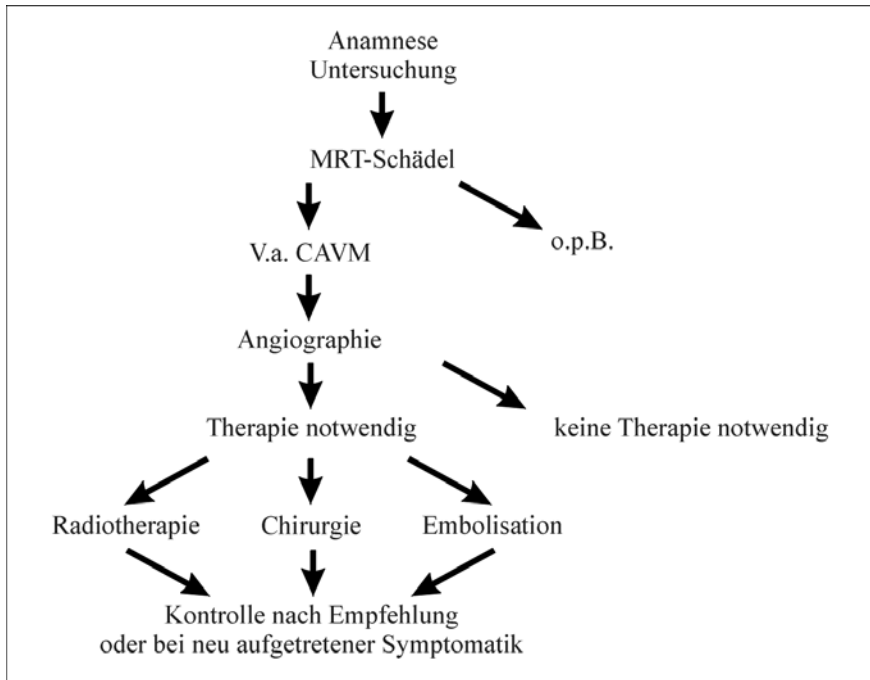 Anamnese
Untersuchung
MRT-Schädel
o.p.B.
V.a. CAVM
Angiographie
Therapie notwendig
keine Therapie notwendig
Radiotherapie
Chirurgie
Embolisation
Kontrolle nach Empfehlung
oder bei neu aufgetretener Symptomatik